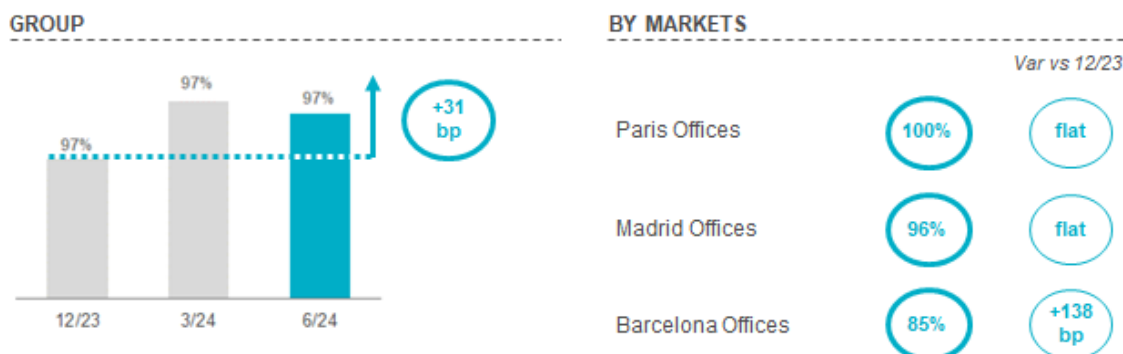 GROUP
97%
97%
97%
+31
bp
12/23
3/24
6/24
BY MARKETS
Var vs 12/23
Paris Offices
100%
flat
Madrid Offices
96%
flat
Barcelona Offices
85%
+138
bp